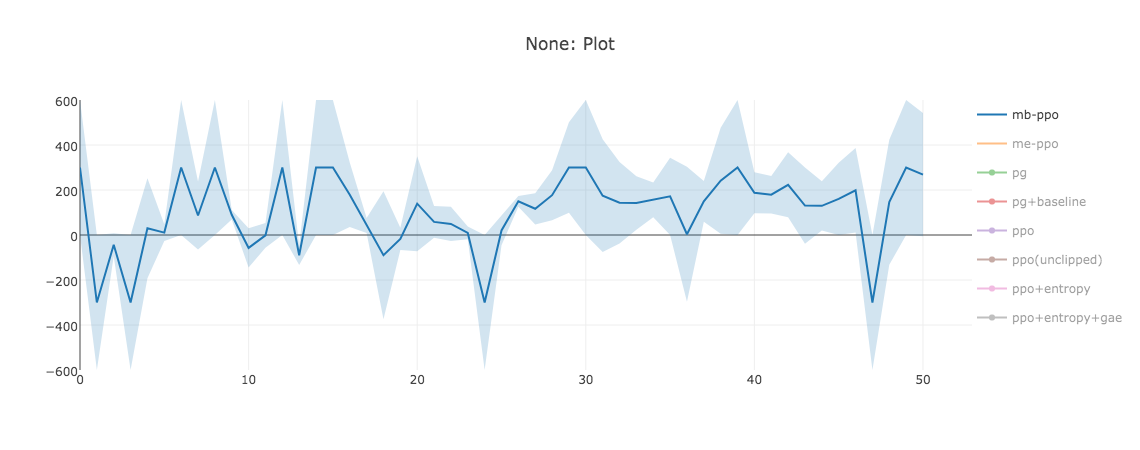 None: Plot
600
400
200
0
−200
−400
−600
0
10
20
30
40
50
mb-ppo
me-ppo
pg
pg+baseline
ppo
ppo(unclipped)
ppo+entropy
ppo+entropy+gae